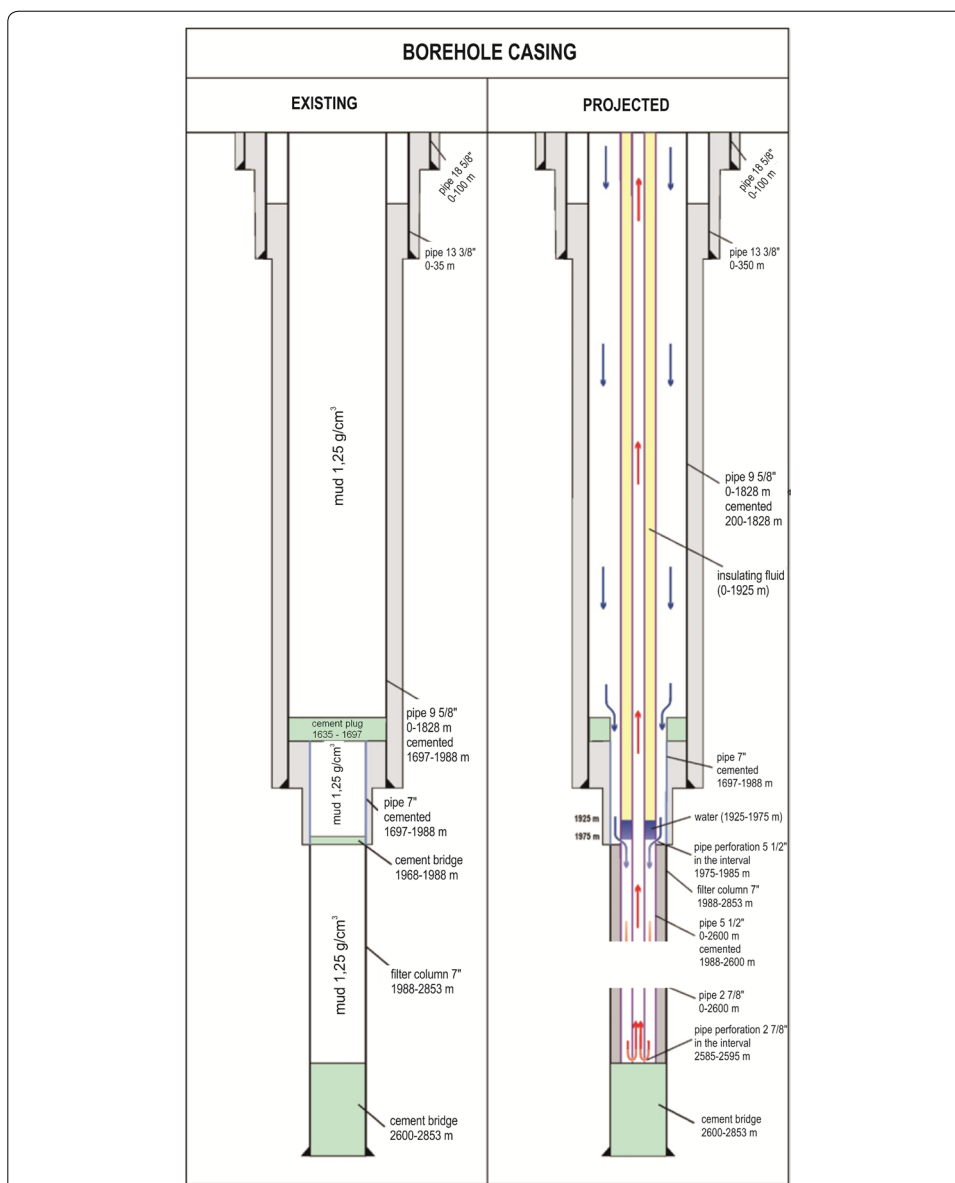 BOREHOLE CASING
EXISTING
PROJECTED
pipe 18 5/8"
0-100 m
pipe 13 3/8"
0-35 m
mud 1,25 g/cm³
cement plug
1635 - 1697
pipe 9 5/8"
0-1828 m
cemented
1697-1988 m
mud 1,25 g/cm³
pipe 7"
cemented
1697-1988 m
cement bridge
1968-1988 m
mud 1,25 g/cm³
filter column 7"
1988-2853 m
cement bridge
2600-2853 m
pipe 18 5/8"
0-100 m
pipe 13 3/8"
0-350 m
pipe 9 5/8"
0-1828 m
cemented
200-1828 m
insulating fluid
(0-1925 m)
pipe 7"
cemented
1697-1988 m
1925 m
water (1925-1975 m)
1975 m
pipe perforation 5 1/2"
in the interval
1975-1985 m
filter column 7"
1988-2853 m
pipe 5 1/2"
0-2600 m
cemented
1988-2600 m
pipe 2 7/8"
0-2600 m
pipe perforation 2 7/8"
in the interval
2585-2595 m
cement bridge
2600-2853 m